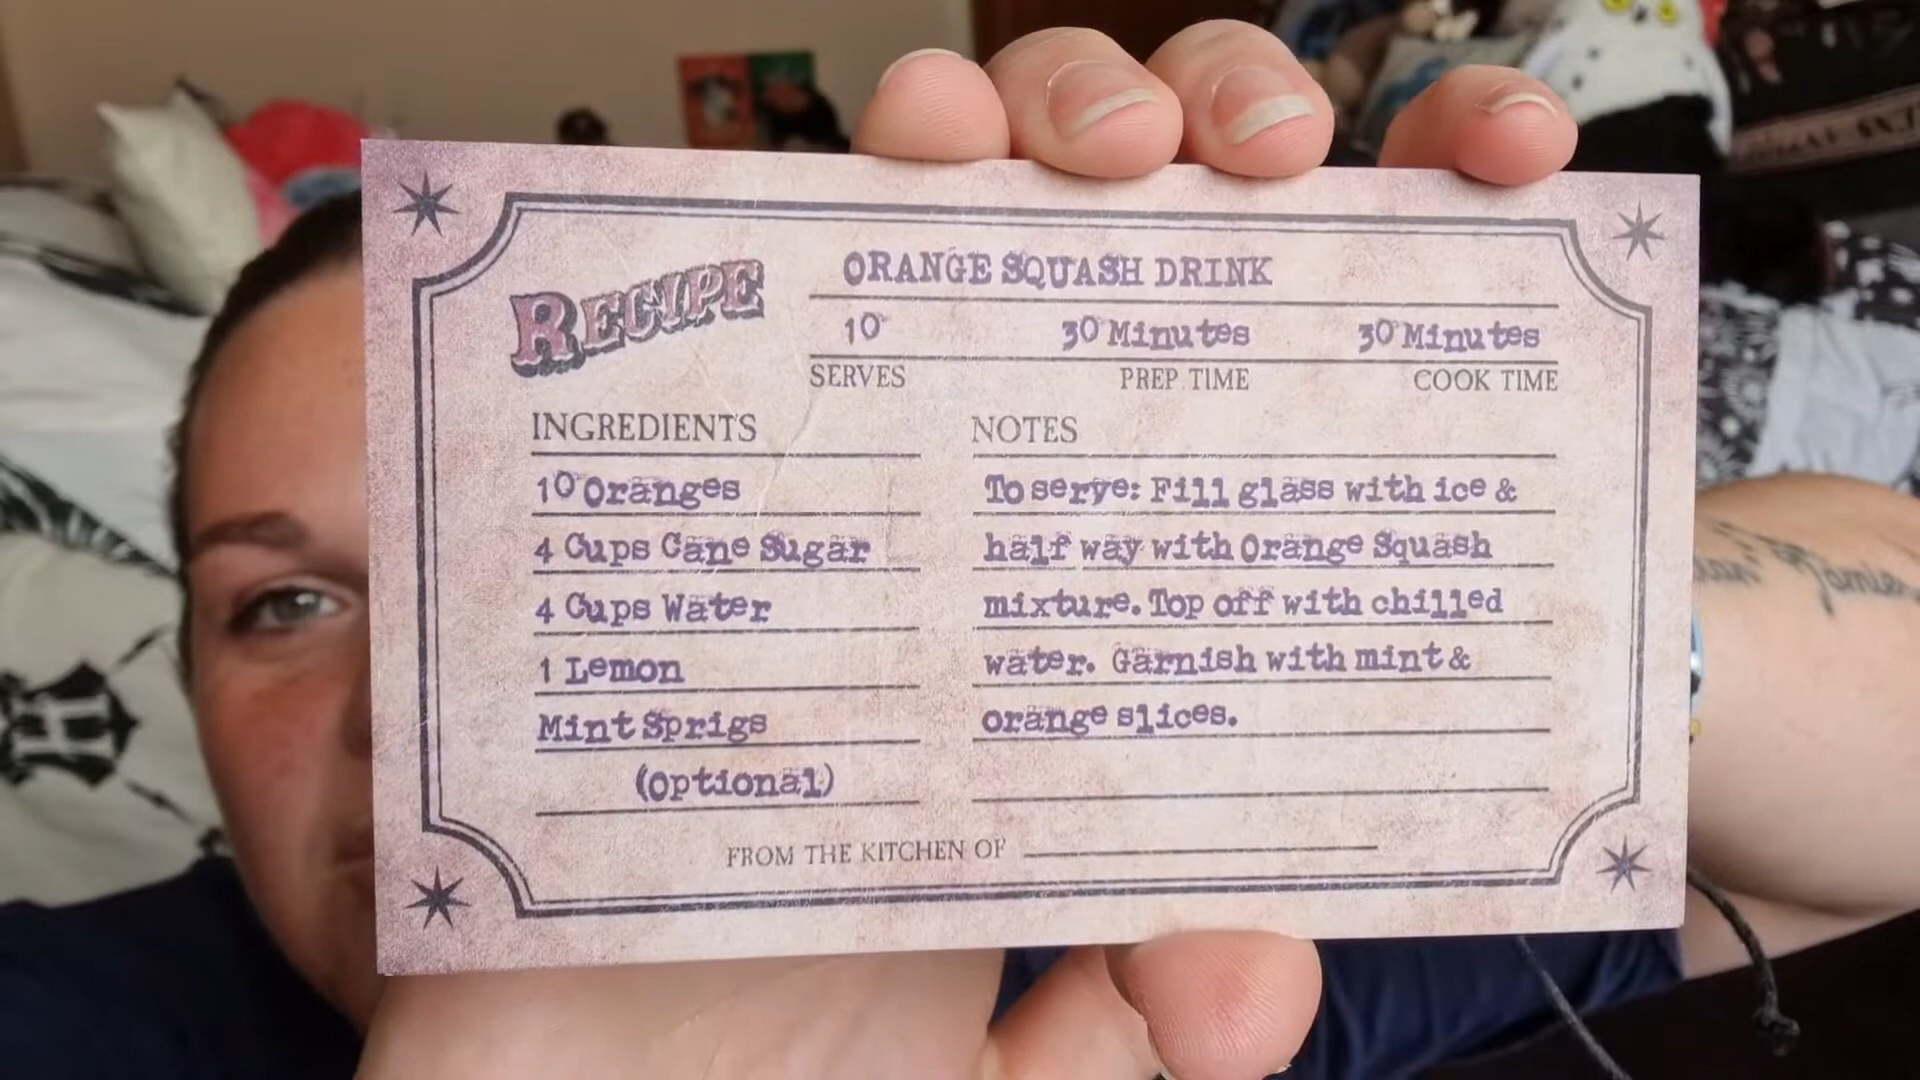 RECIPE
ORANGE SQUASH DRINK
10 30 Minutes 30 Minutes
SERVES PREP TIME COOK TIME
INGREDIENTS
10 Oranges
4 Cups Cane Sugar
4 Cups Water
1 Lemon
Mint Sprigs
(Optional)
NOTES
To serve: Fill glass with ice &
half way with Orange Squash
mixture. Top off with chilled
water. Garnish with mint &
orange slices.
FROM THE KITCHEN OF
H